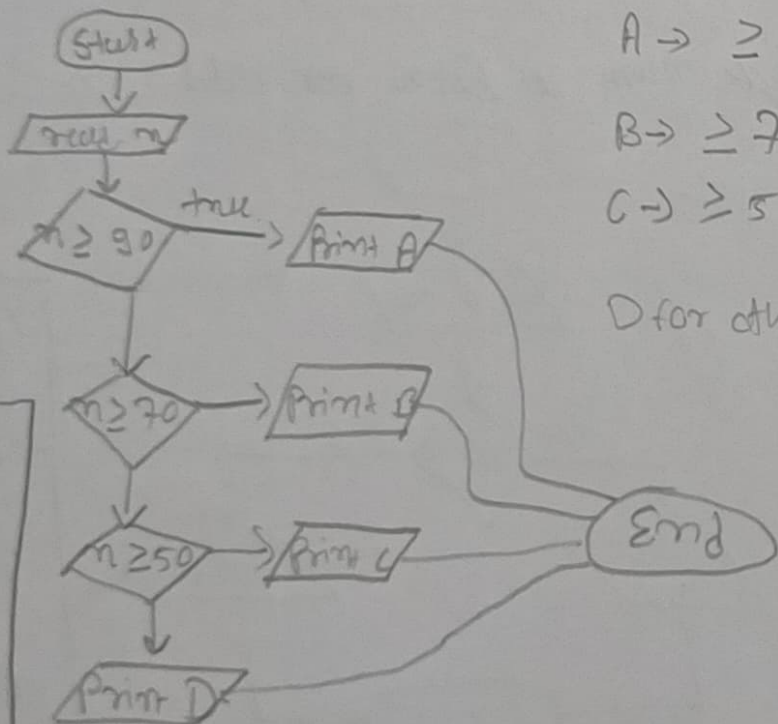 Start
read n
n ≥ 90
true
Print A
n ≥ 70
Print B
n ≥ 50
Print C
Print D
End
A → ≥
B → ≥ 7
C → ≥ 5
D for